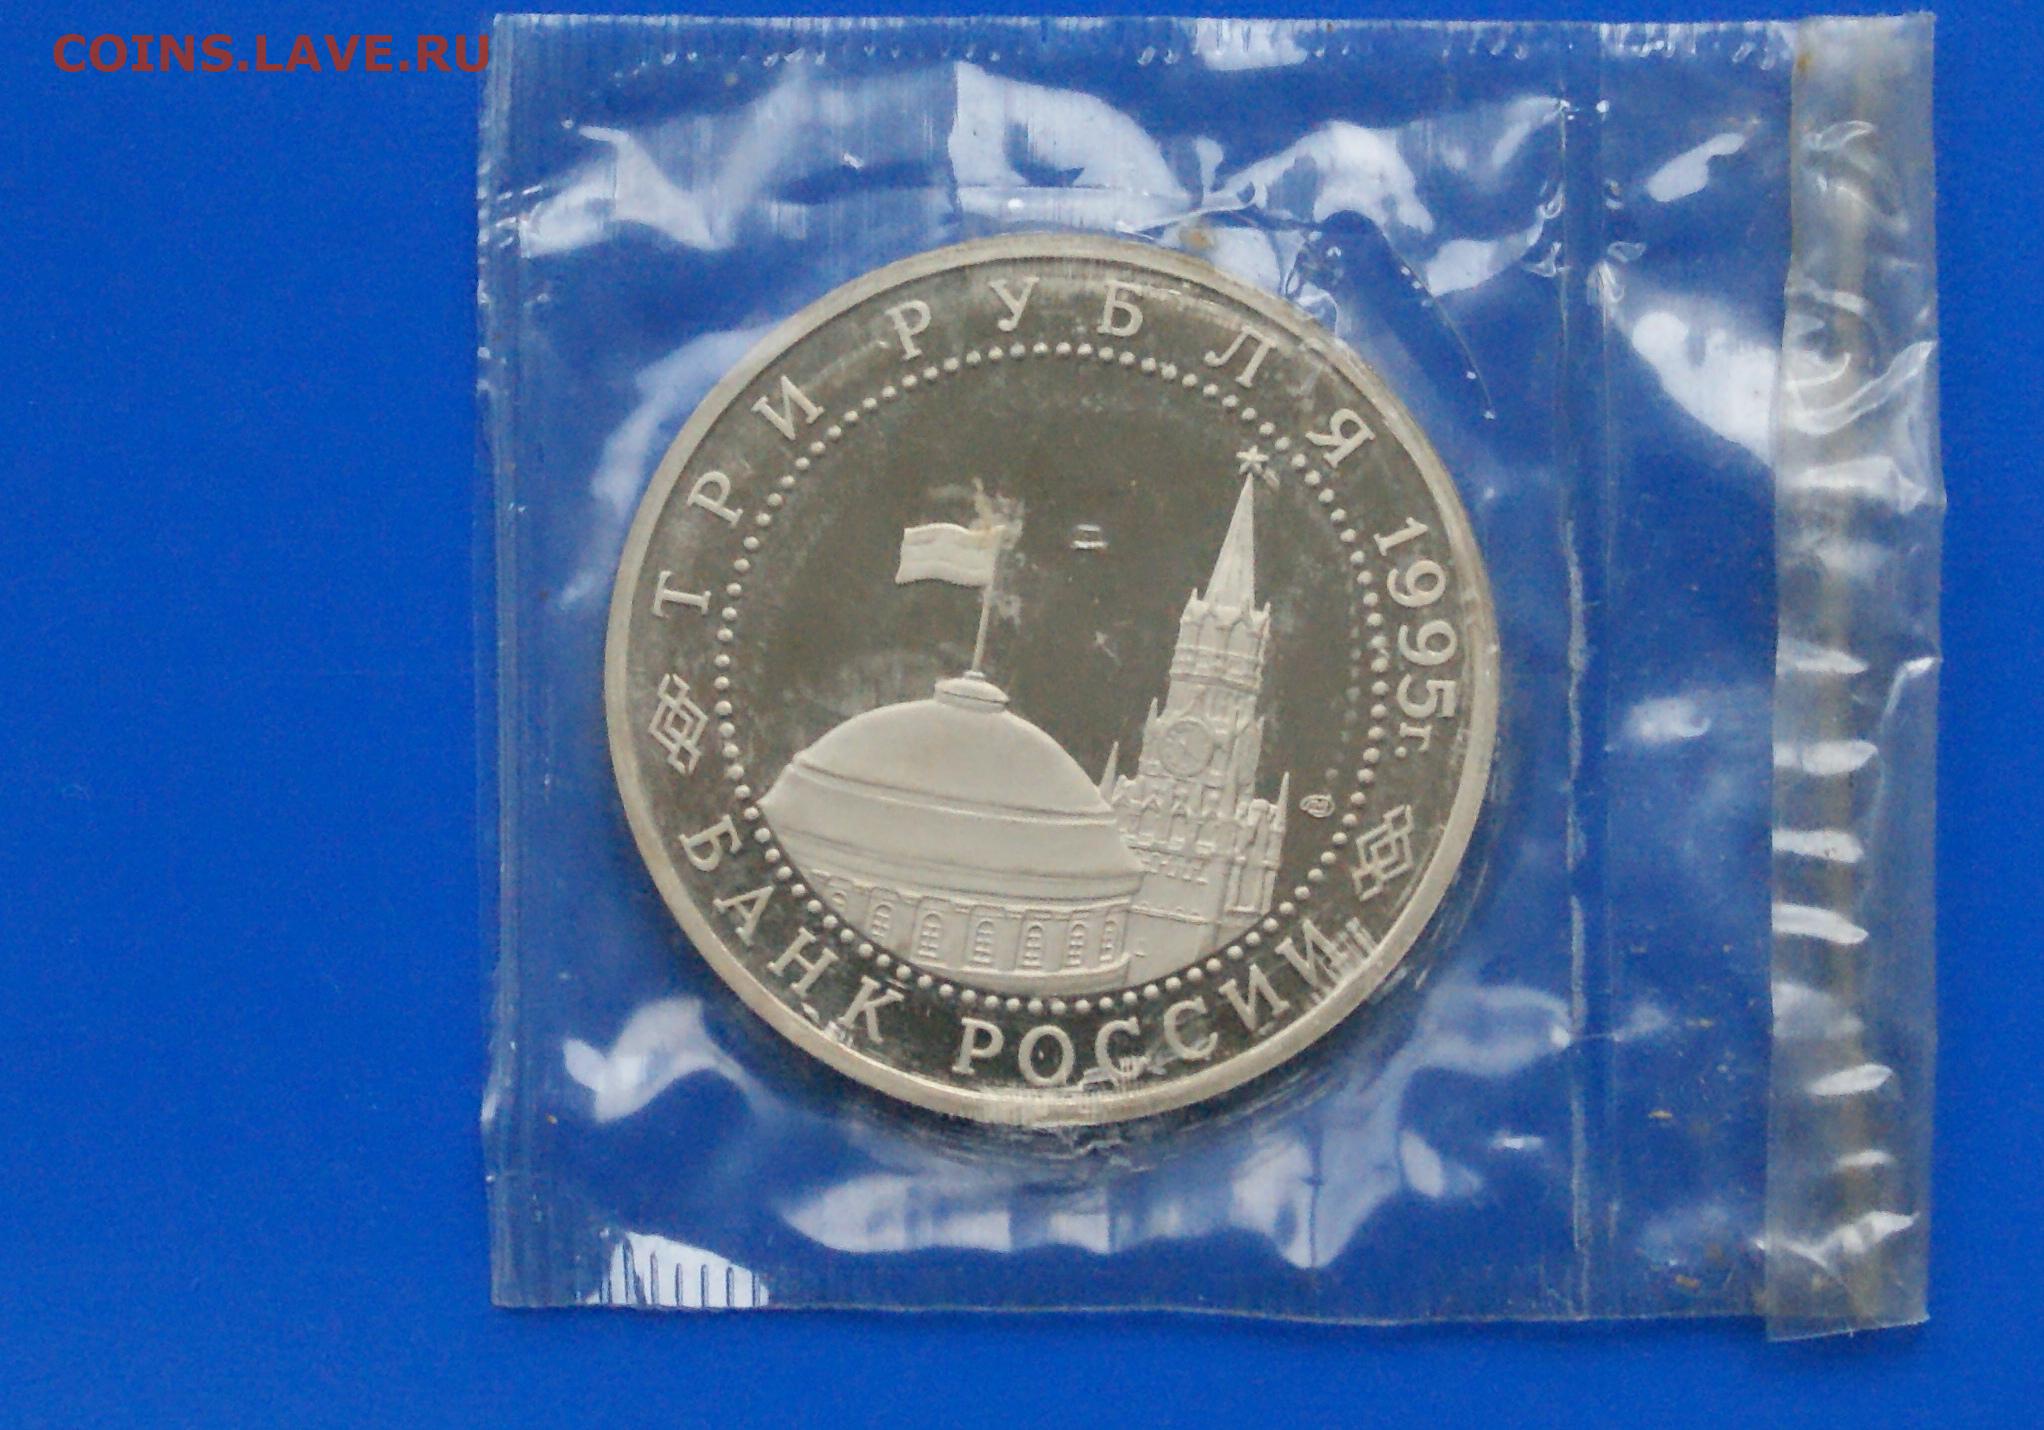 COINS.LAVE.RU
ТРИ РУБЛЯ 1995г.
БАНК РОССИИ